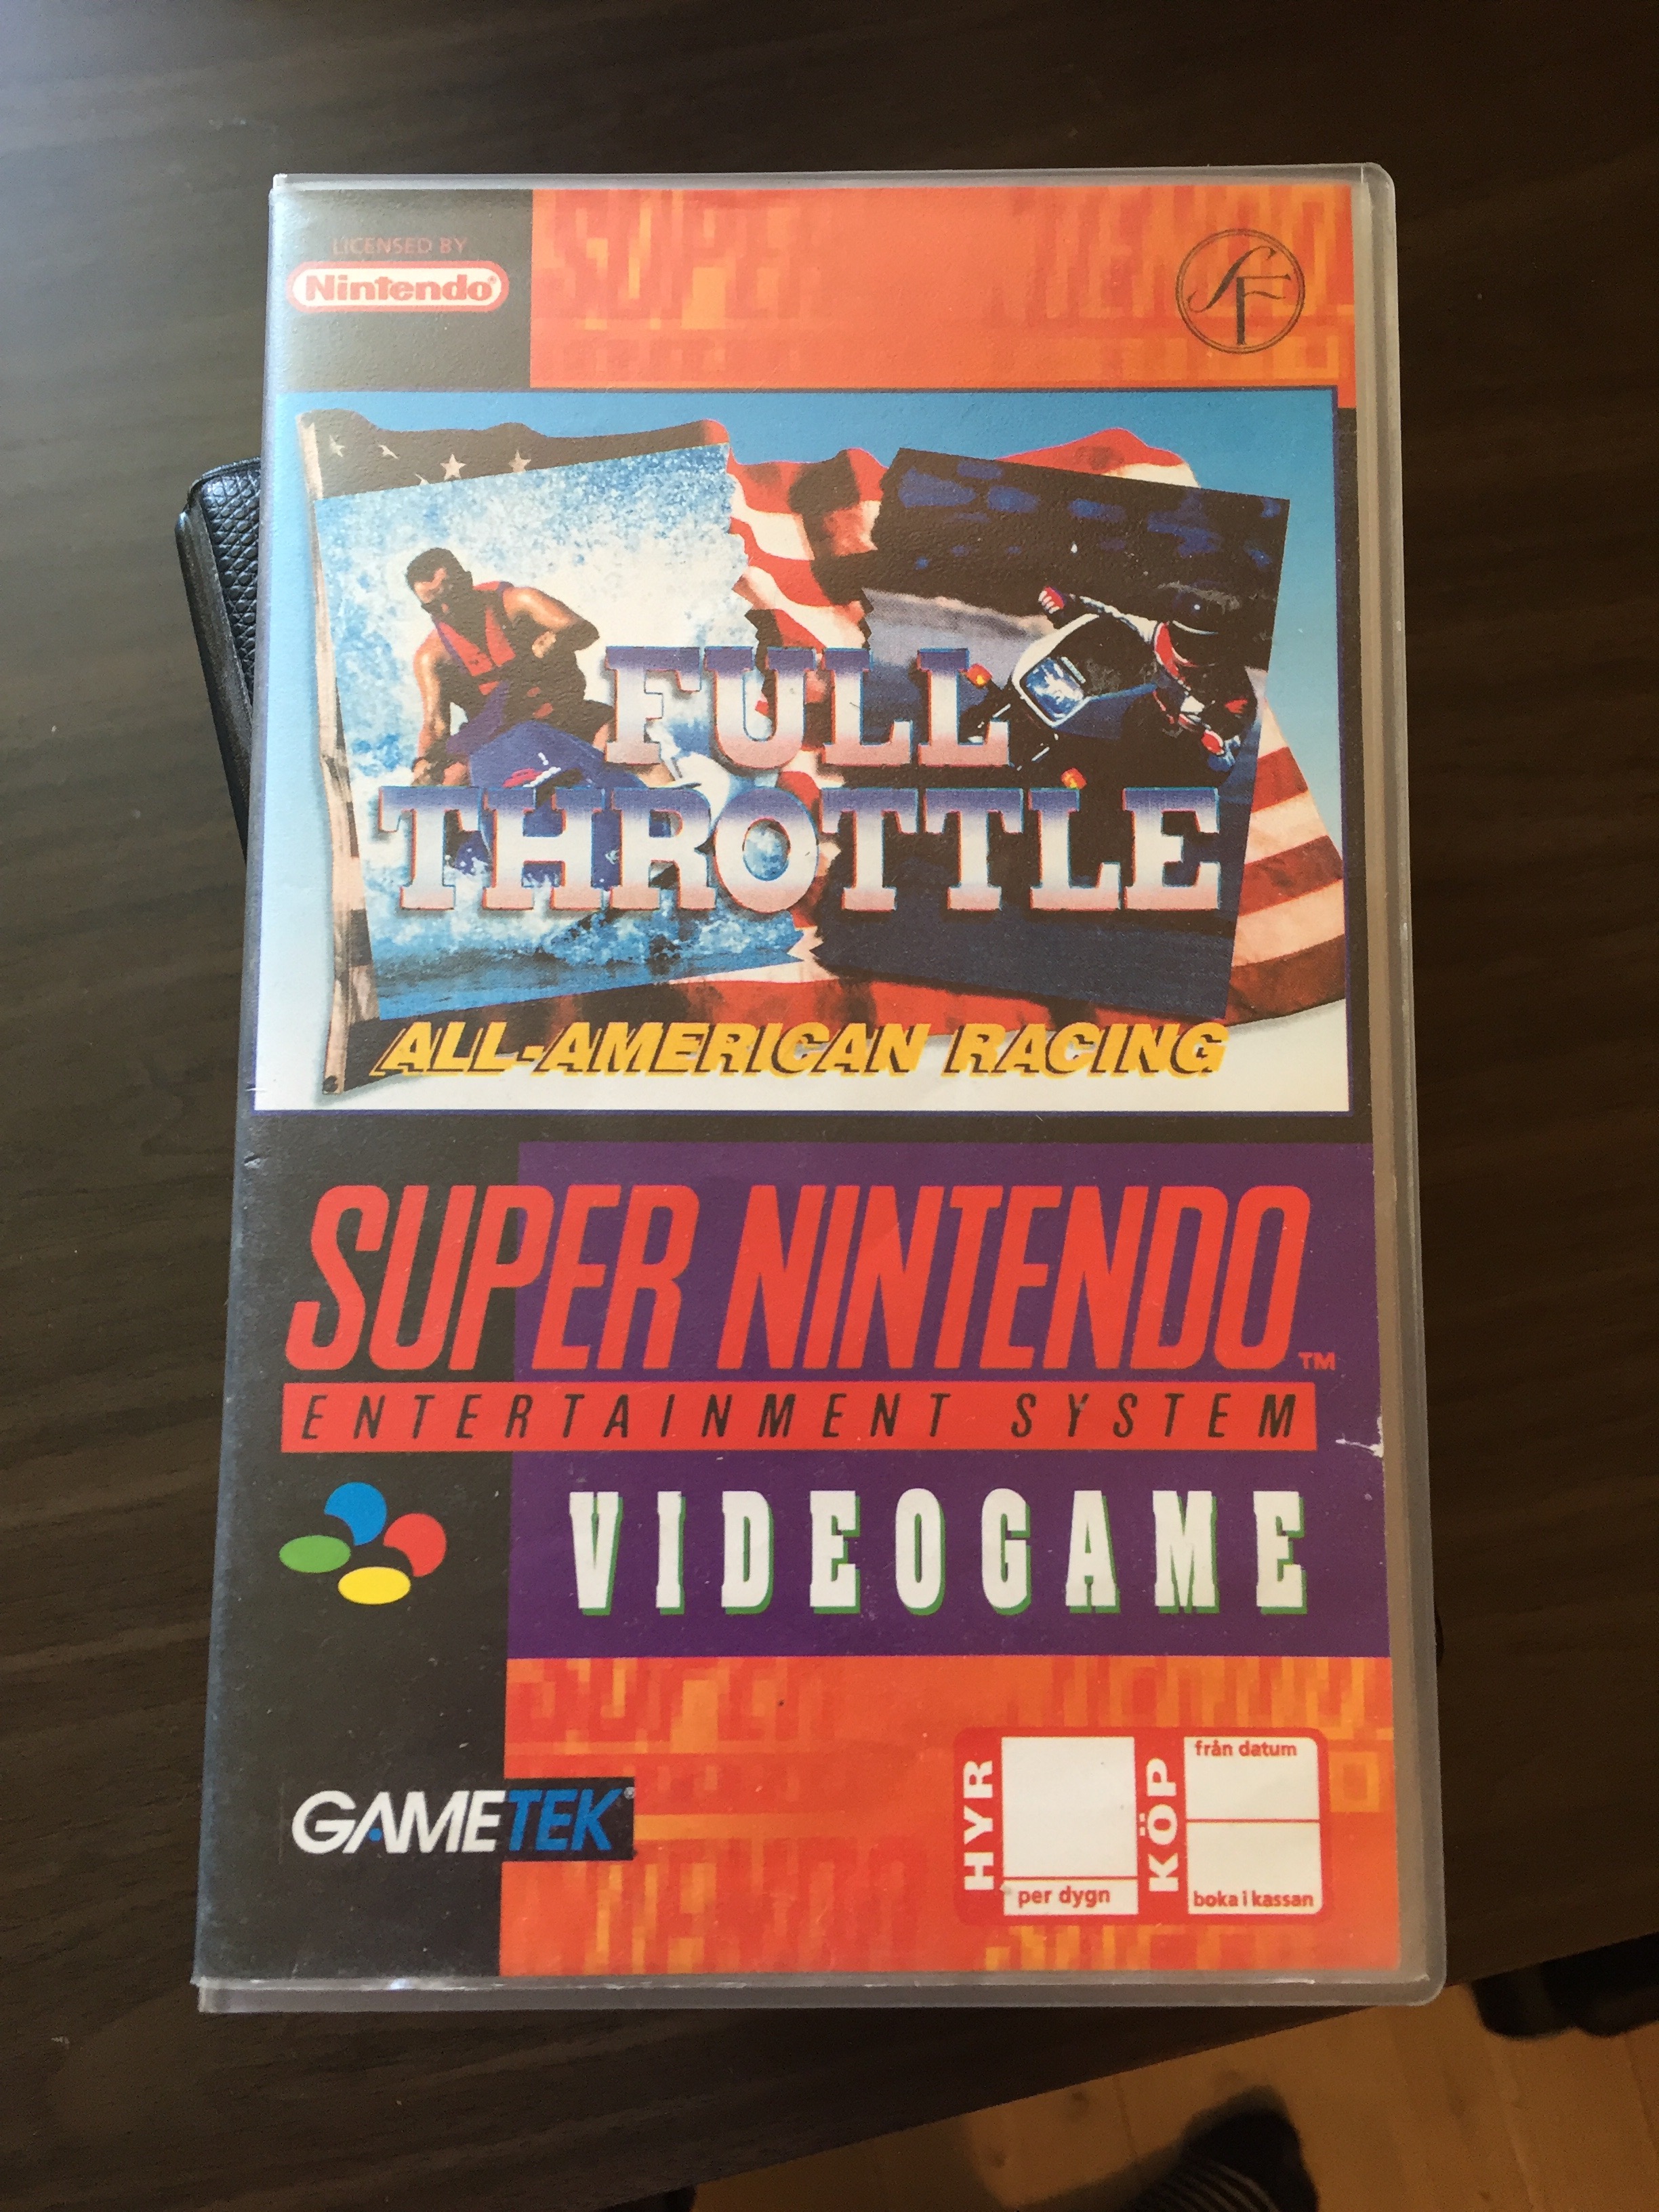 LICENSED BY
Nintendo®
SF
FULL
THROTTLE
ALL-AMERICAN RACING
SUPER NINTENDO™
ENTERTAINMENT SYSTEM
VIDEOGAME
GAMETEK®
HYR
per dygn
KÖP
från datum
boka i kassan